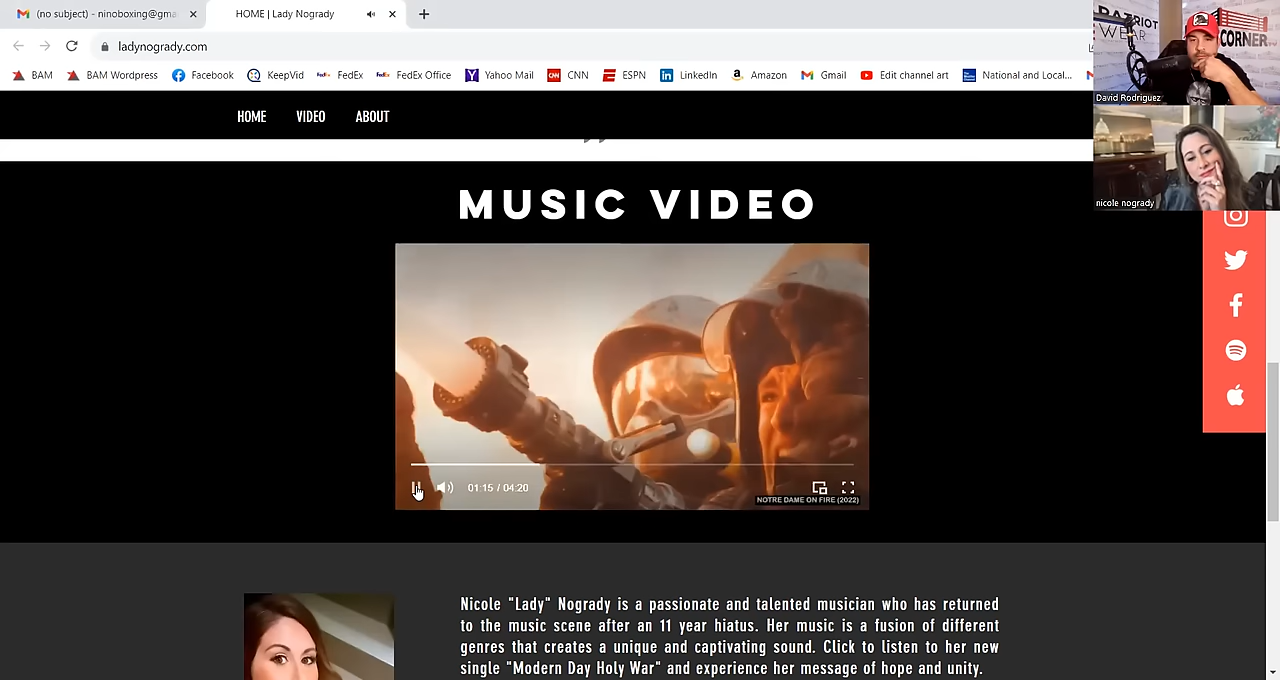 (no subject) - ninoboxing@gma
HOME | Lady Nogrady
ladynogrady.com
BAM
BAM Wordpress
Facebook
KeepVid
FedEx
FedEx Office
Yahoo Mail
CNN
ESPN
LinkedIn
Amazon
Gmail
Edit channel art
National and Local...
PATRIOT
WEAR
CORNER
David Rodriguez
nicole nogrady
HOME
VIDEO
ABOUT
MUSIC VIDEO
01:15 / 04:20
NOTRE DAME ON FIRE (2022)
Nicole "Lady" Nogrady is a passionate and talented musician who has returned
to the music scene after an 11 year hiatus. Her music is a fusion of different
genres that creates a unique and captivating sound. Click to listen to her new
single "Modern Day Holy War" and experience her message of hope and unity.